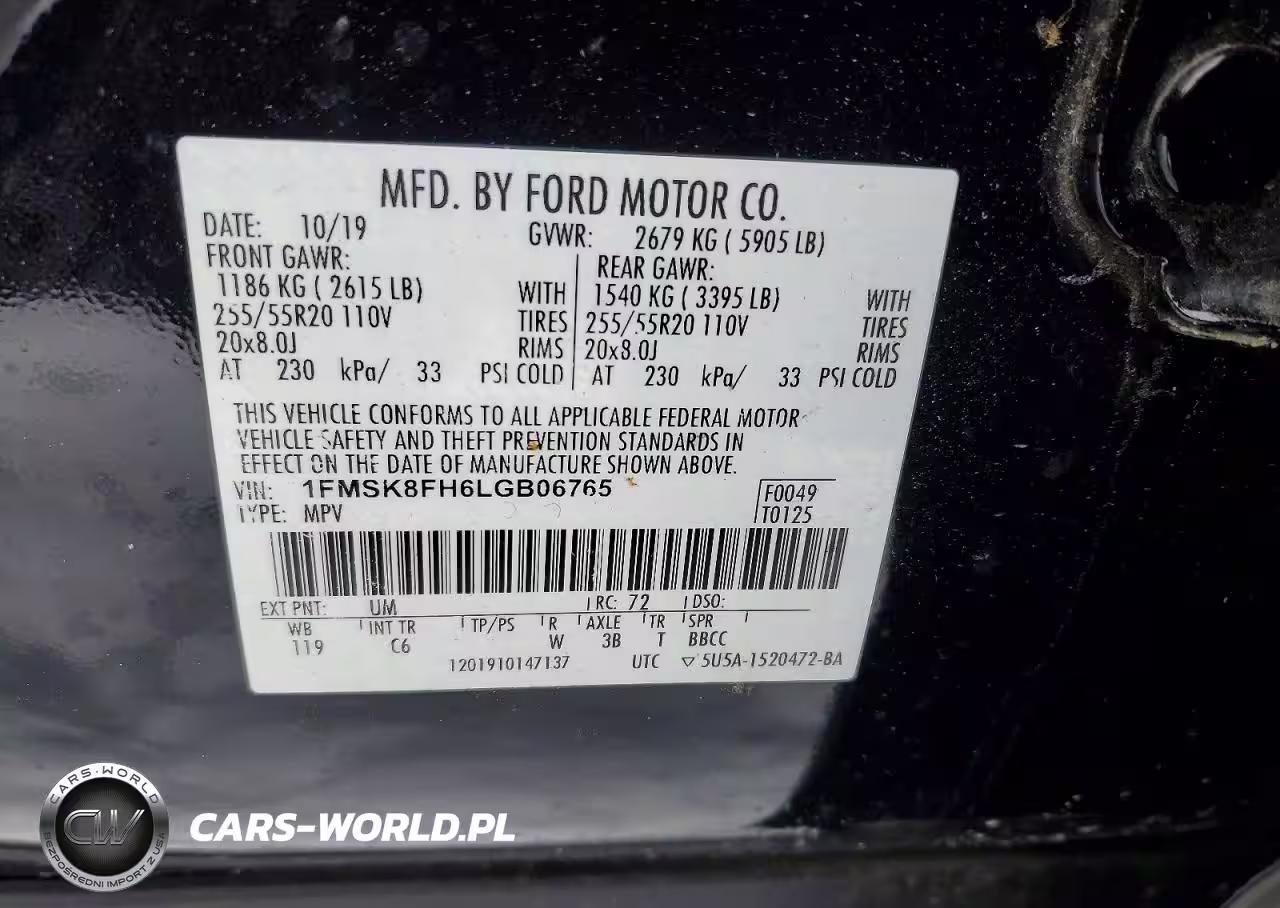 MFD. BY FORD MOTOR CO.
DATE: 10/19 GVWR: 2679 KG ( 5905 LB)
FRONT GAWR: REAR GAWR:
1186 KG ( 2615 LB) WITH 1540 KG ( 3395 LB) WITH
255/55R20 110V TIRES 255/55R20 110V TIRES
20x8.0J RIMS 20x8.0J RIMS
AT 230 kPa/ 33 PSI COLD AT 230 kPa/ 33 PSI COLD
THIS VEHICLE CONFORMS TO ALL APPLICABLE FEDERAL MOTOR
VEHICLE SAFETY AND THEFT PREVENTION STANDARDS IN
EFFECT ON THE DATE OF MANUFACTURE SHOWN ABOVE.
VIN: 1FMSK8FH6LGB06765 F0049
TYPE: MPV T0125
EXT PNT: UM RC: 72 DSO:
WB INT TR TP/PS R AXLE TR SPR
119 C6 W 3B T BBCC
1201910147137 UTC ▽ 5U5A-1520472-BA
CARS-WORLD
CW
BEZPOŚREDNI IMPORT Z USA
CARS-WORLD.PL